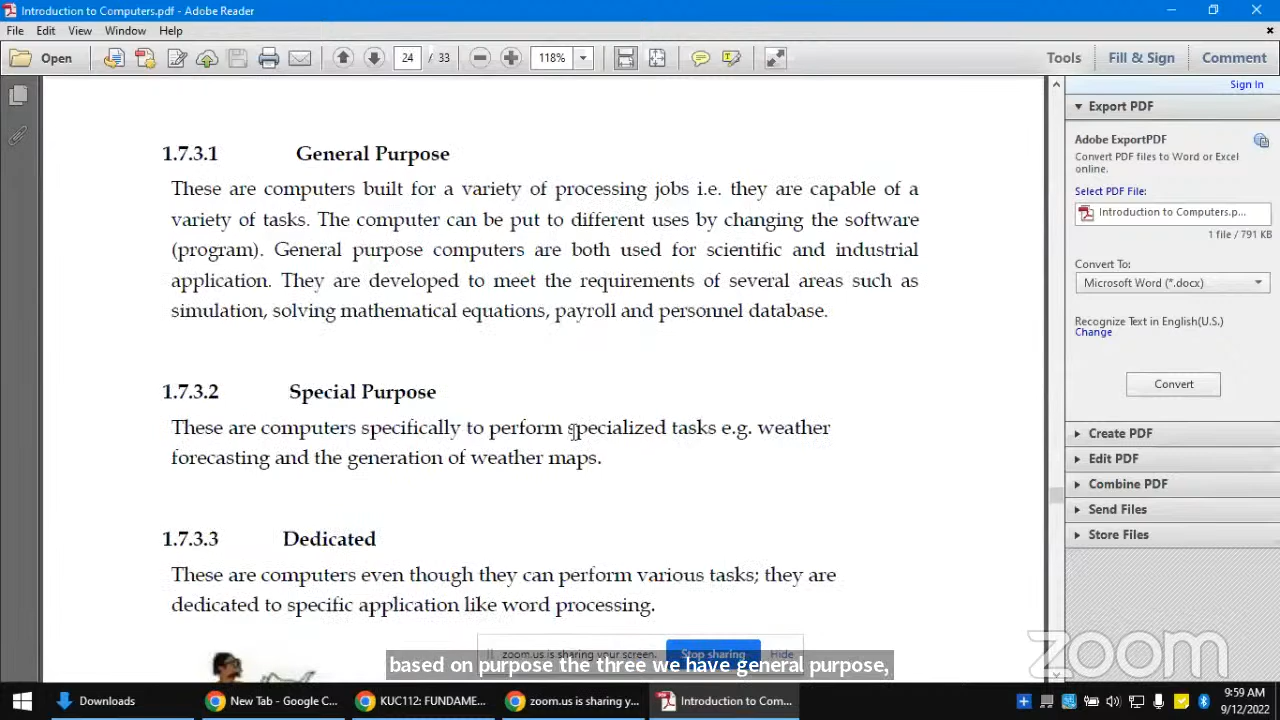 Introduction to Computers.pdf - Adobe Reader
File Edit View Window Help
Open 24 / 33 118% Tools Fill & Sign Comment
Sign In
Export PDF
Adobe ExportPDF
Convert PDF files to Word or Excel
online.
Select PDF File:
Introduction to Computers.p...
1 file / 791 KB
Convert To:
Microsoft Word (*.docx)
Recognize Text in English(U.S.)
Change
Convert
Create PDF
Edit PDF
Combine PDF
Send Files
Store Files
1.7.3.1 General Purpose
These are computers built for a variety of processing jobs i.e. they are capable of a
variety of tasks. The computer can be put to different uses by changing the software
(program). General purpose computers are both used for scientific and industrial
application. They are developed to meet the requirements of several areas such as
simulation, solving mathematical equations, payroll and personnel database.
1.7.3.2 Special Purpose
These are computers specifically to perform specialized tasks e.g. weather
forecasting and the generation of weather maps.
1.7.3.3 Dedicated
These are computers even though they can perform various tasks; they are
dedicated to specific application like word processing.
zoom.us is sharing your screen. Stop sharing Hide
based on purpose the three we have general purpose,
zoom
Downloads New Tab - Google C... KUC112: FUNDAME... zoom.us is sharing y... Introduction to Com...
9:59 AM
9/12/2022